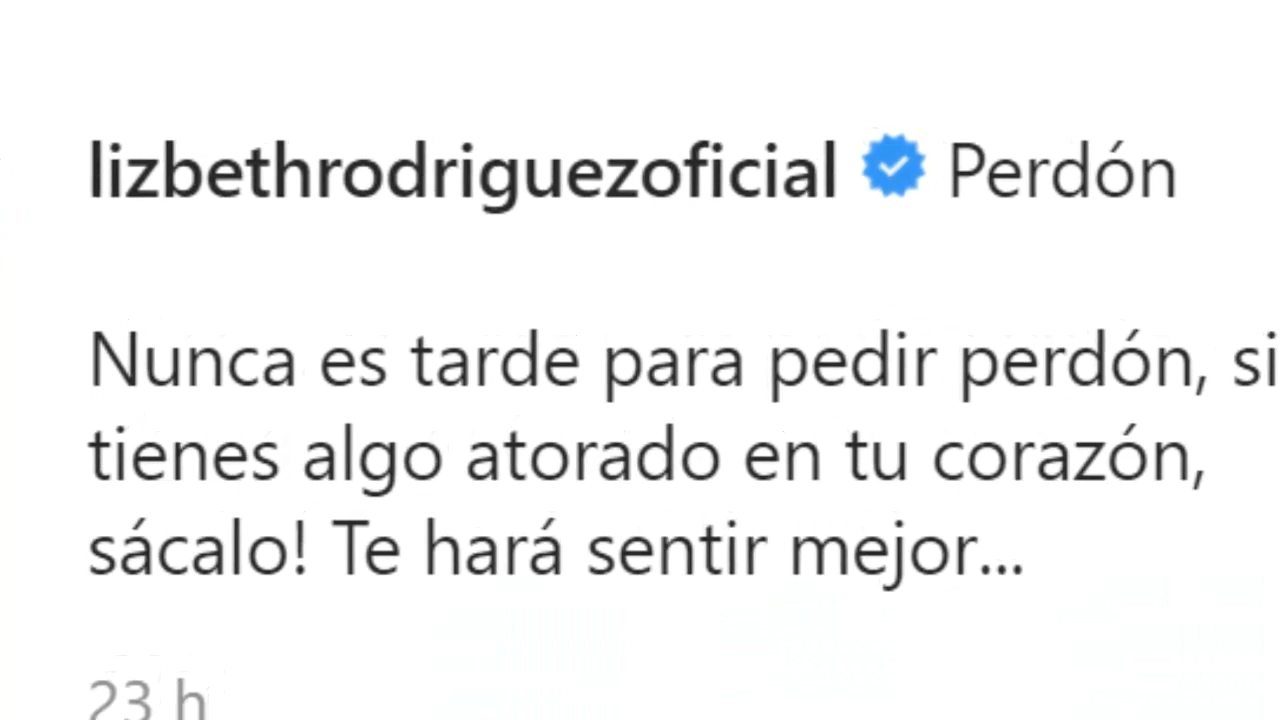 lizbethrodriguezoficial Perdón
Nunca es tarde para pedir perdón, si
tienes algo atorado en tu corazón,
sácalo! Te hará sentir mejor...
23 h